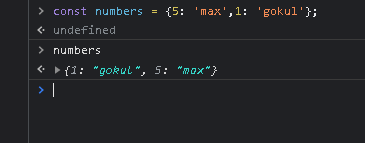 > const numbers = {5: 'max',1: 'gokul'};
undefined
> numbers
{1: "gokul", 5: "max"}
>